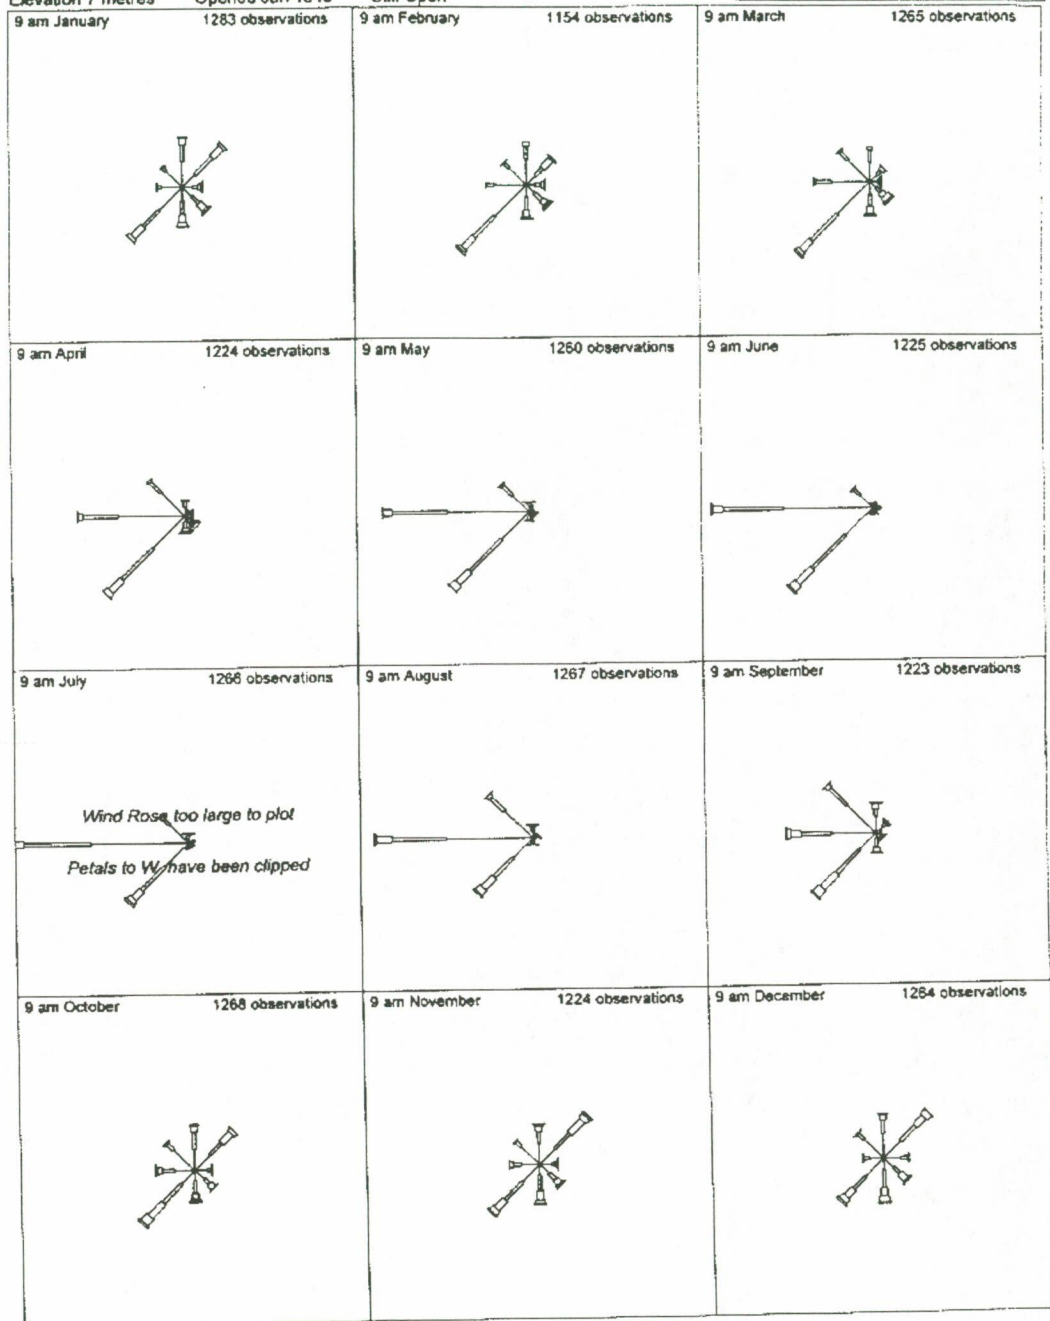 9 am January 1283 observations
9 am February 1154 observations
9 am March 1265 observations
9 am April 1224 observations
9 am May 1260 observations
9 am June 1225 observations
9 am July 1266 observations
9 am August 1267 observations
9 am September 1223 observations
Wind Rose too large to plot
Petals to W have been clipped
9 am October 1268 observations
9 am November 1224 observations
9 am December 1264 observations